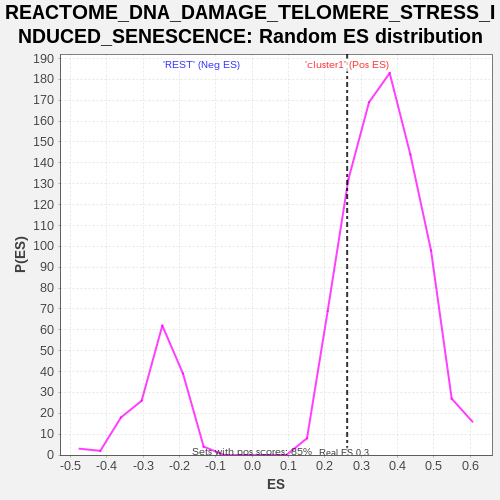 REACTOME_DNA_DAMAGE_TELOMERE_STRESS_I
NDUCED_SENESCENCE: Random ES distribution
'REST' (Neg ES) 'cluster1' (Pos ES)
190
180
170
160
150
140
130
120
110
100
90
80
70
60
50
40
30
20
10
0
P(ES)
Sets with pos scores: 85% Real ES 0.3
-0.5 -0.4 -0.3 -0.2 -0.1 0.0 0.1 0.2 0.3 0.4 0.5 0.6
ES